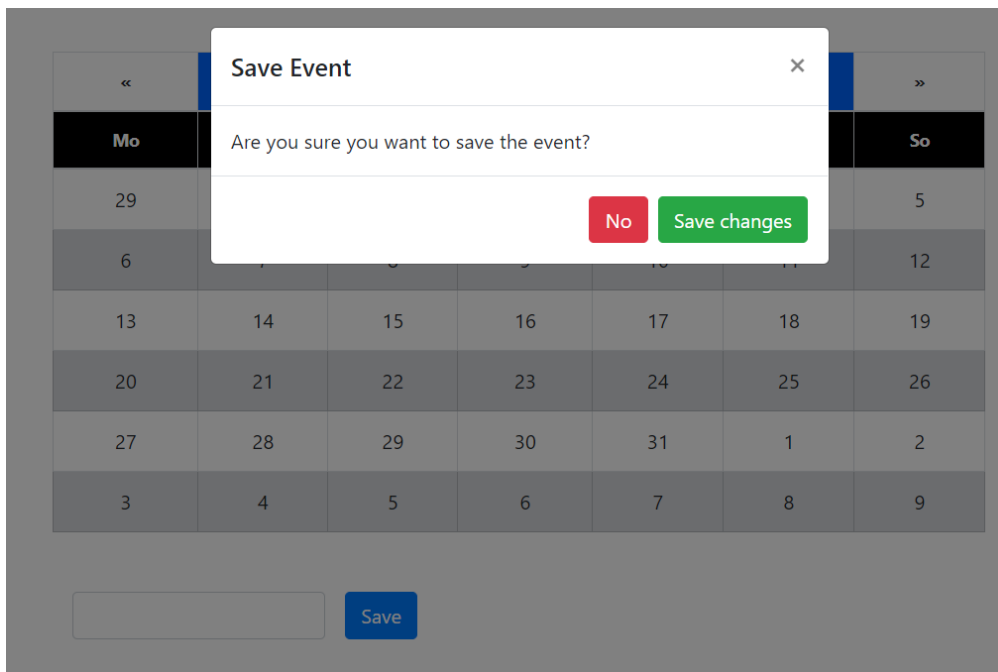 Save Event ×
« »
Mo So
Are you sure you want to save the event?
29 5
No Save changes
6 12
13 14 15 16 17 18 19
20 21 22 23 24 25 26
27 28 29 30 31 1 2
3 4 5 6 7 8 9
Save